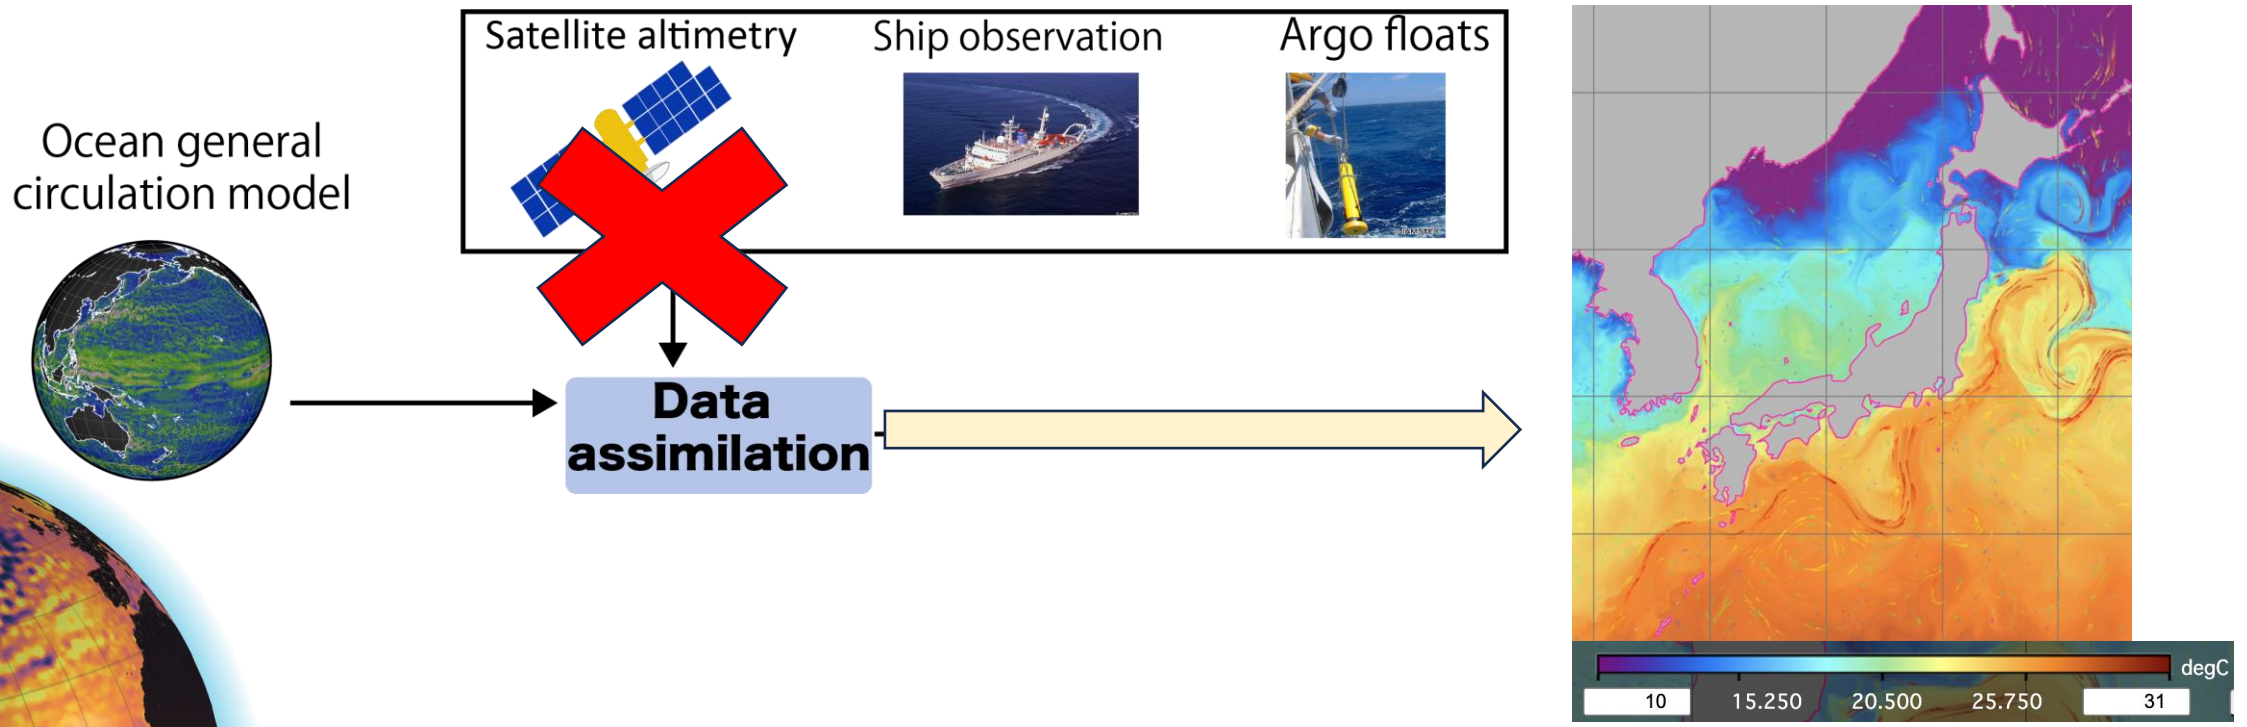 Satellite altimetry
Ship observation
Argo floats
Ocean general
circulation model
Data
assimilation
degC
10
15.250
20.500
25.750
31